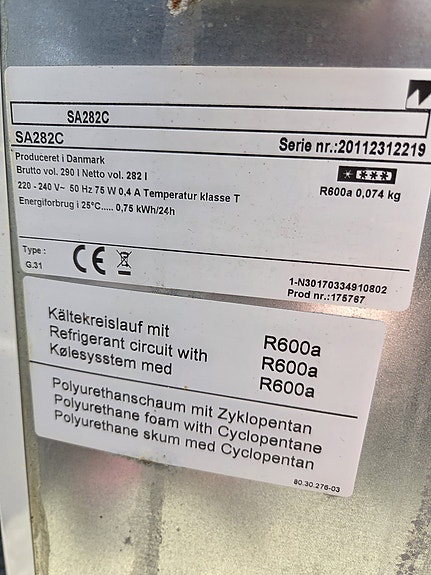 SA282C
SA282C
Serie nr.:20112312219
Produceret i Danmark
Brutto vol. 290 l Netto vol. 282 l
220 - 240 V~ 50 Hz 75 W 0,4 A Temperatur klasse T
R600a 0,074 kg
Energiforbrug i 25°C..... 0,75 kWh/24h
Type :
G.31
CE
1-N30170334910802
Prod nr.:175767
Kältekreislauf mit R600a
Refrigerant circuit with R600a
Kølesysstem med R600a
Polyurethanschaum mit Zyklopentan
Polyurethane foam with Cyclopentane
Polyurethane skum med Cyclopentan
80.30.276-03